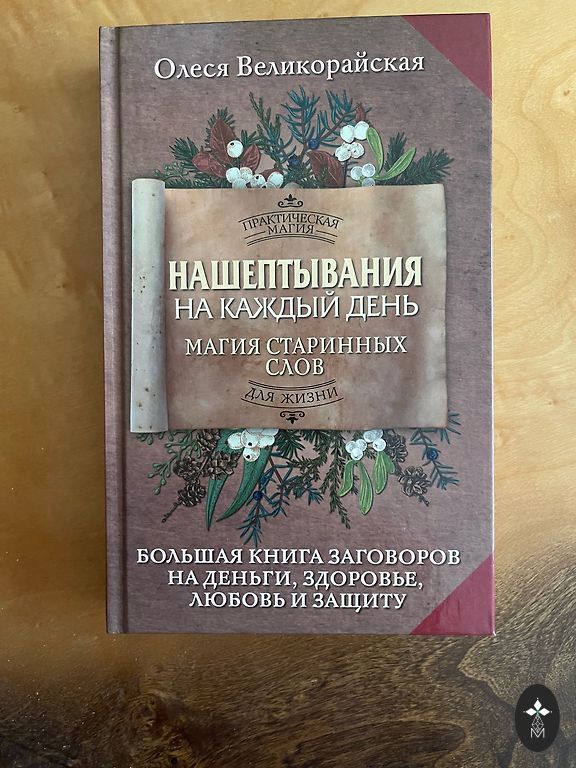 Олеся Великорайская
ПРАКТИЧЕСКАЯ
МАГИЯ
НАШЕПТЫВАНИЯ
НА КАЖДЫЙ ДЕНЬ
МАГИЯ СТАРИННЫХ
СЛОВ
ДЛЯ ЖИЗНИ
БОЛЬШАЯ КНИГА ЗАГОВОРОВ
НА ДЕНЬГИ, ЗДОРОВЬЕ,
ЛЮБОВЬ И ЗАЩИТУ
М